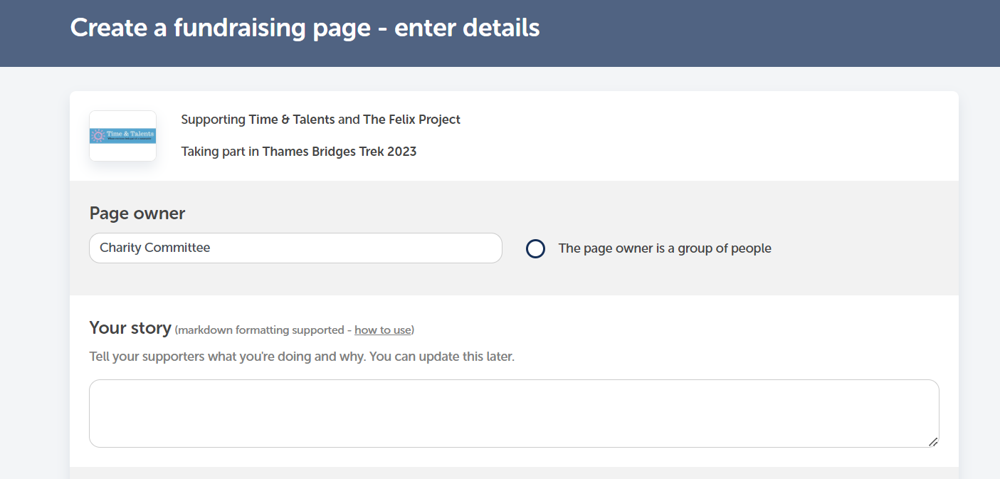 Create a fundraising page - enter details
Time & Talents
Supporting Time & Talents and The Felix Project
Taking part in Thames Bridges Trek 2023
Page owner
Charity Committee
The page owner is a group of people
Your story (markdown formatting supported - how to use)
Tell your supporters what you're doing and why. You can update this later.